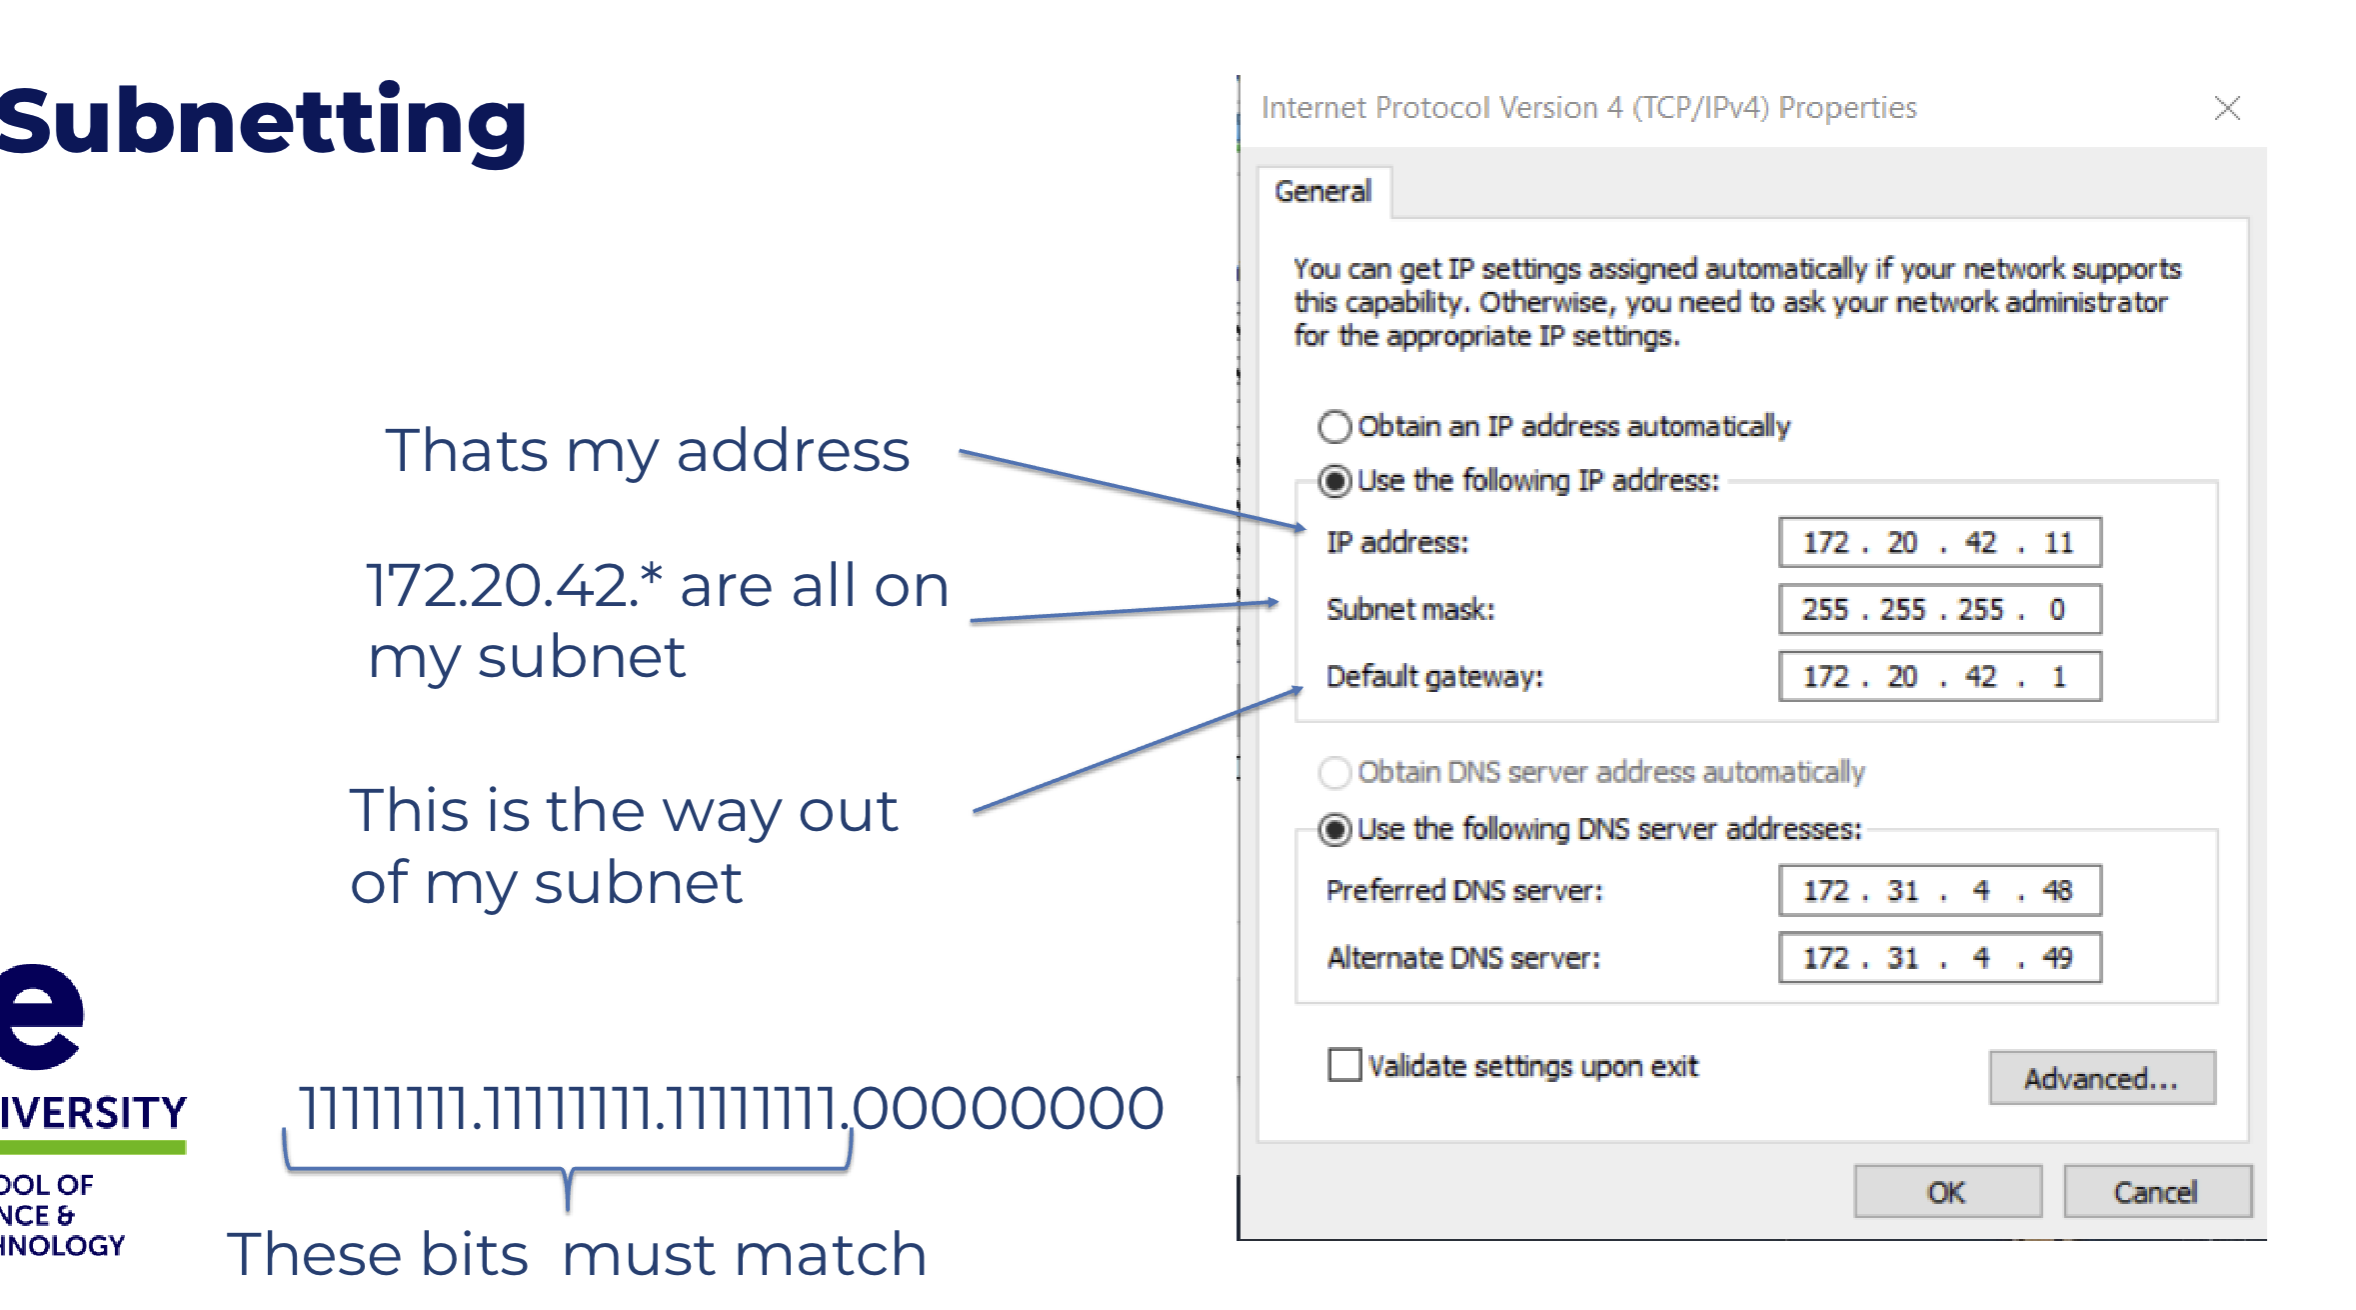 Subnetting
Thats my address
172.20.42.* are all on
my subnet
This is the way out
of my subnet
11111111.11111111.11111111.00000000
These bits must match
e
IVERSITY
OOL OF
NCE &
HNOLOGY
Internet Protocol Version 4 (TCP/IPv4) Properties
General
You can get IP settings assigned automatically if your network supports
this capability. Otherwise, you need to ask your network administrator
for the appropriate IP settings.
Obtain an IP address automatically
Use the following IP address:
IP address: 172 . 20 . 42 . 11
Subnet mask: 255 . 255 . 255 . 0
Default gateway: 172 . 20 . 42 . 1
Obtain DNS server address automatically
Use the following DNS server addresses:
Preferred DNS server: 172 . 31 . 4 . 48
Alternate DNS server: 172 . 31 . 4 . 49
Validate settings upon exit
Advanced...
OK Cancel